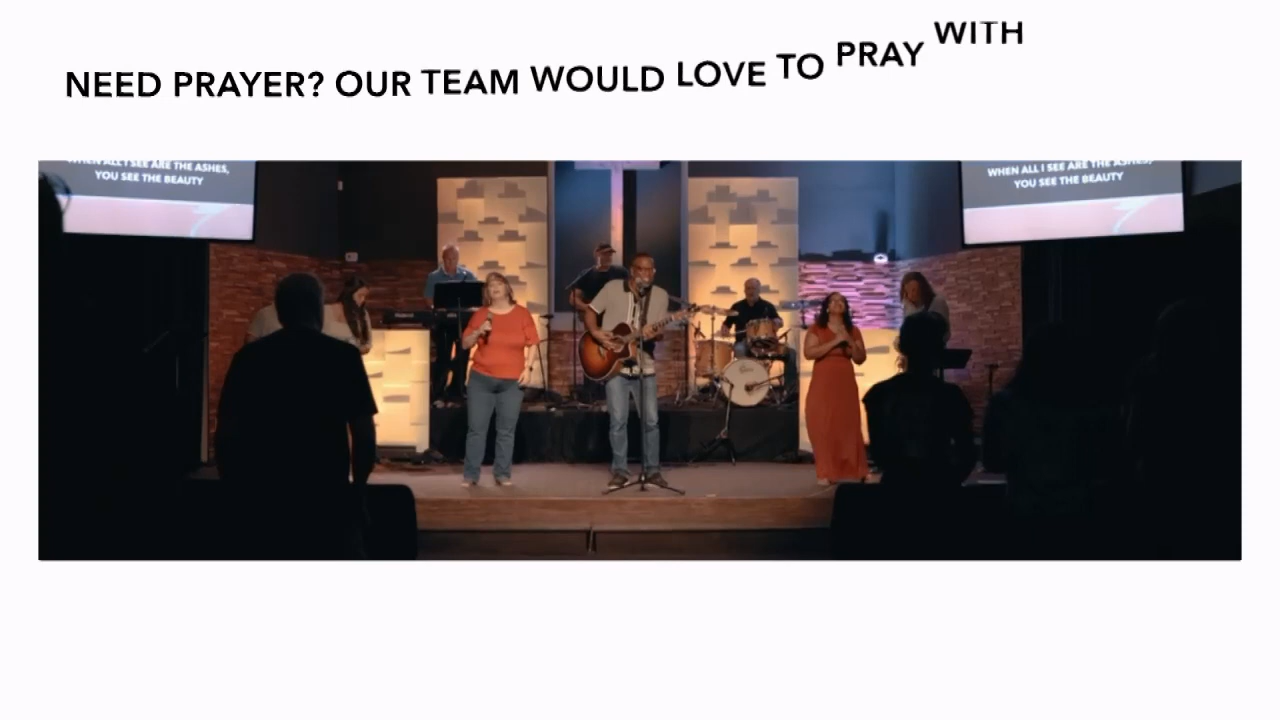 NEED PRAYER? OUR TEAM WOULD LOVE TO PRAY WITH
WHEN ALL I SEE ARE THE ASHES,
YOU SEE THE BEAUTY
WHEN ALL I SEE ARE THE ASHES,
YOU SEE THE BEAUTY